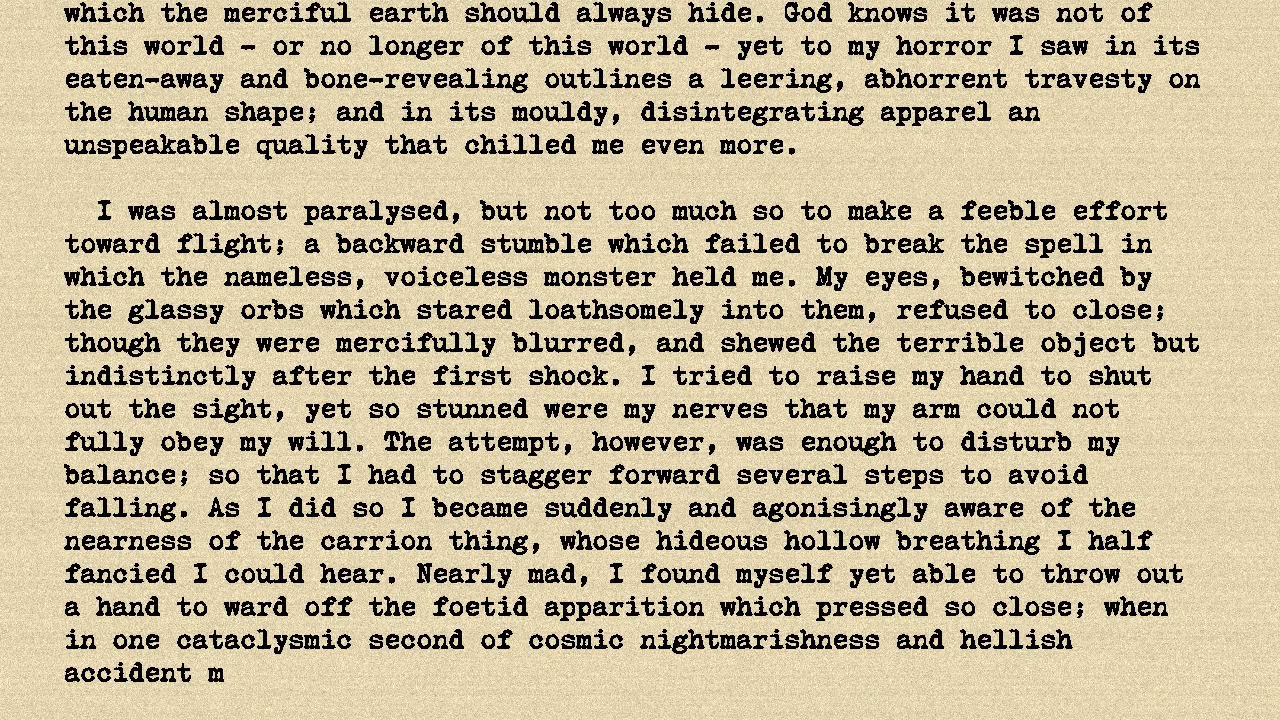 which the merciful earth should always hide. God knows it was not of
this world – or no longer of this world – yet to my horror I saw in its
eaten-away and bone-revealing outlines a leering, abhorrent travesty on
the human shape; and in its mouldy, disintegrating apparel an
unspeakable quality that chilled me even more.
I was almost paralysed, but not too much so to make a feeble effort
toward flight; a backward stumble which failed to break the spell in
which the nameless, voiceless monster held me. My eyes, bewitched by
the glassy orbs which stared loathsomely into them, refused to close;
though they were mercifully blurred, and shewed the terrible object but
indistinctly after the first shock. I tried to raise my hand to shut
out the sight, yet so stunned were my nerves that my arm could not
fully obey my will. The attempt, however, was enough to disturb my
balance; so that I had to stagger forward several steps to avoid
falling. As I did so I became suddenly and agonisingly aware of the
nearness of the carrion thing, whose hideous hollow breathing I half
fancied I could hear. Nearly mad, I found myself yet able to throw out
a hand to ward off the foetid apparition which pressed so close; when
in one cataclysmic second of cosmic nightmarishness and hellish
accident m